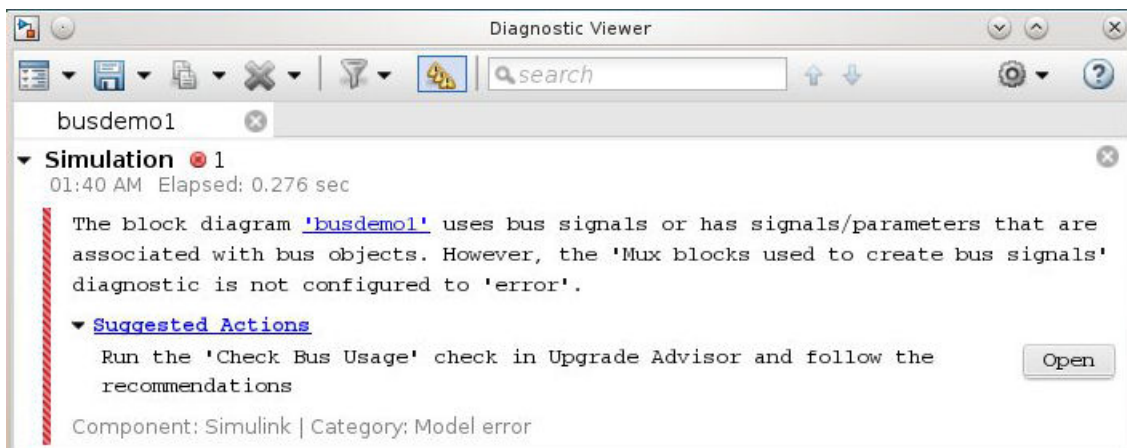 Diagnostic Viewer
search
busdemo1
Simulation 1
01:40 AM Elapsed: 0.276 sec
The block diagram 'busdemo1' uses bus signals or has signals/parameters that are
associated with bus objects. However, the 'Mux blocks used to create bus signals'
diagnostic is not configured to 'error'.
Suggested Actions
Run the 'Check Bus Usage' check in Upgrade Advisor and follow the
recommendations
Open
Component: Simulink | Category: Model error